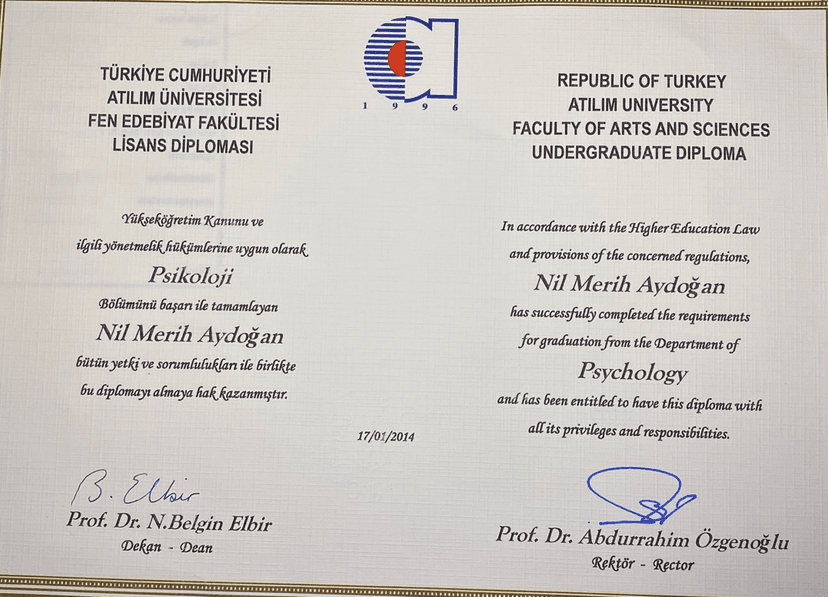 TÜRKİYE CUMHURİYETİ
ATILIM ÜNİVERSİTESİ
FEN EDEBİYAT FAKÜLTESİ
LİSANS DİPLOMASI
Yükseköğretim Kanunu ve
ilgili yönetmelik hükümlerine uygun olarak
Psikoloji
Bölümünü başarı ile tamamlayan
Nil Merih Aydoğan
bütün yetki ve sorumlulukları ile birlikte
bu diplomayı almaya hak kazanmıştır.
1 9 9 6
REPUBLIC OF TURKEY
ATILIM UNIVERSITY
FACULTY OF ARTS AND SCIENCES
UNDERGRADUATE DIPLOMA
In accordance with the Higher Education Law
and provisions of the concerned regulations,
Nil Merih Aydoğan
has successfully completed the requirements
for graduation from the Department of
Psychology
and has been entitled to have this diploma with
all its privileges and responsibilities.
17/01/2014
B. Elbir
Prof. Dr. N.Belgin Elbir
Dekan - Dean
Prof. Dr. Abdurrahim Özgenoğlu
Rektör - Rector